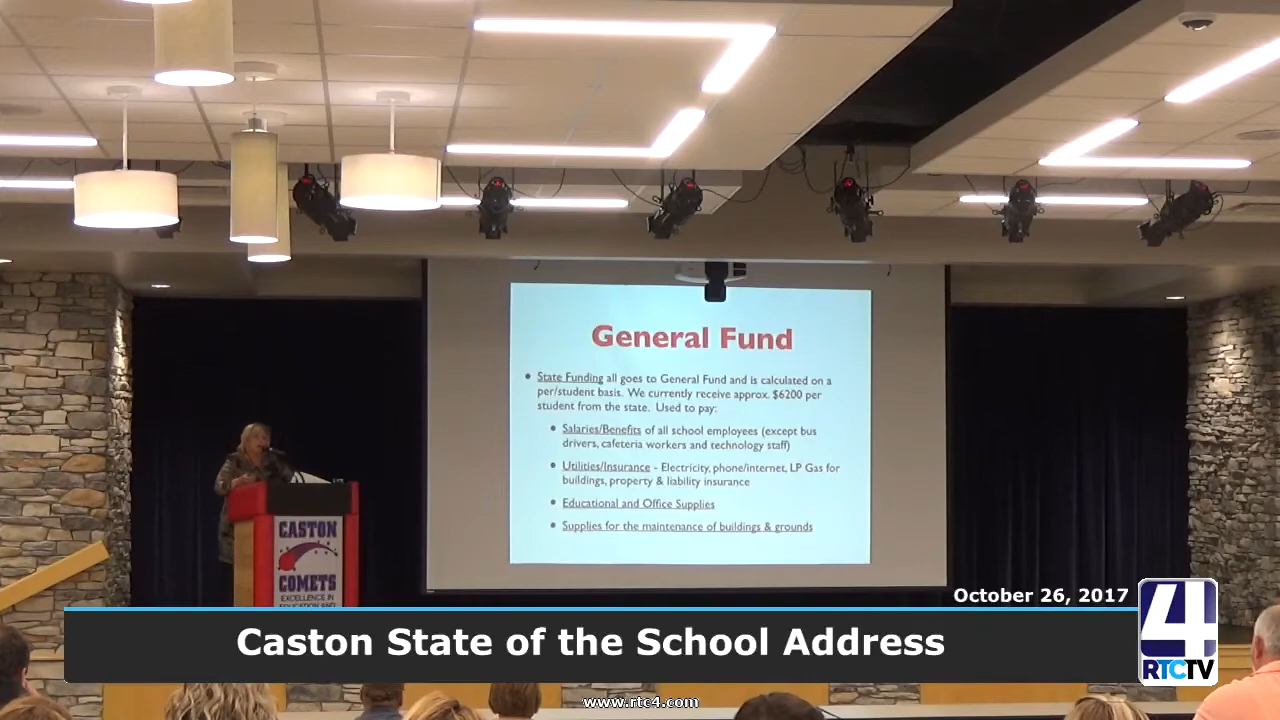 General Fund
• State Funding all goes to General Fund and is calculated on a
per/student basis. We currently receive approx. $6200 per
student from the state. Used to pay:
• Salaries/Benefits of all school employees (except bus
drivers, cafeteria workers and technology staff)
• Utilities/Insurance - Electricity, phone/internet, LP Gas for
buildings, property & liability insurance
• Educational and Office Supplies
• Supplies for the maintenance of buildings & grounds
CASTON
COMETS
EXCELLENCE IN
EDUCATION AND
October 26, 2017
Caston State of the School Address
4
RTCTV
www.rtc4.com